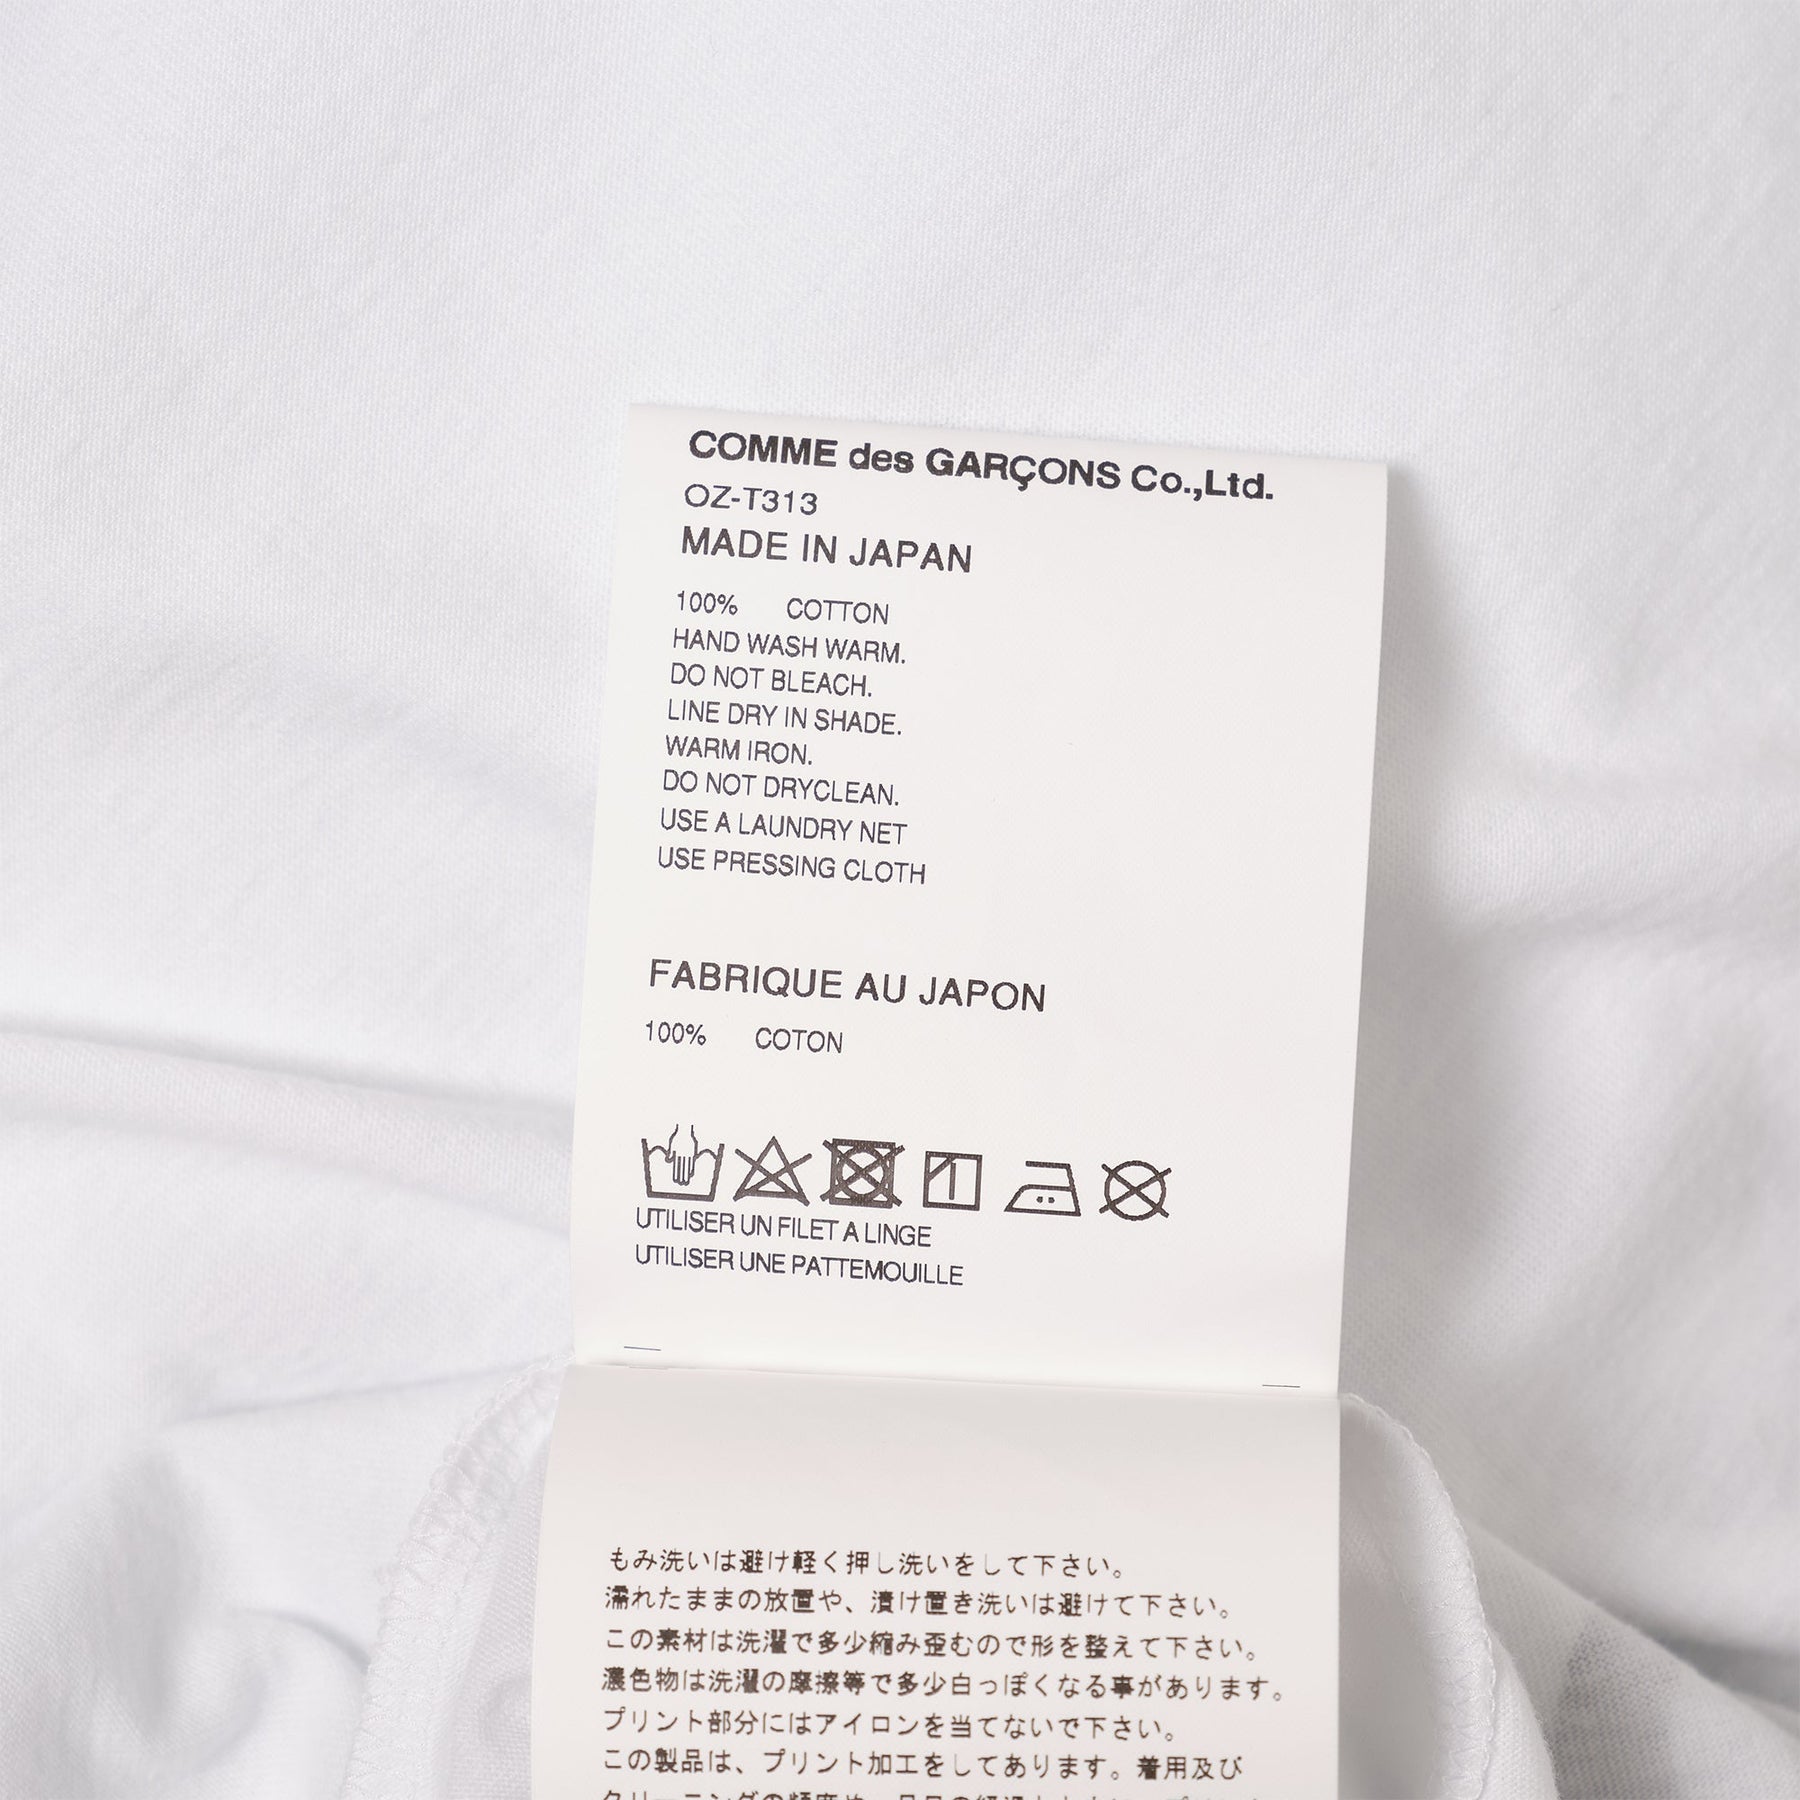 COMME des GARÇONS Co.,Ltd.
OZ-T313
MADE IN JAPAN
100% COTTON
HAND WASH WARM.
DO NOT BLEACH.
LINE DRY IN SHADE.
WARM IRON.
DO NOT DRYCLEAN.
USE A LAUNDRY NET
USE PRESSING CLOTH
FABRIQUE AU JAPON
100% COTON
UTILISER UN FILET A LINGE
UTILISER UNE PATTEMOUILLE
もみ洗いは避け軽く押し洗いをして下さい。
濡れたままの放置や、漬け置き洗いは避けて下さい。
この素材は洗濯で多少縮み歪むので形を整えて下さい。
濃色物は洗濯の摩擦等で多少白っぽくなる事があります。
プリント部分にはアイロンを当てないで下さい。
この製品は、プリント加工をしてあります。着用及び